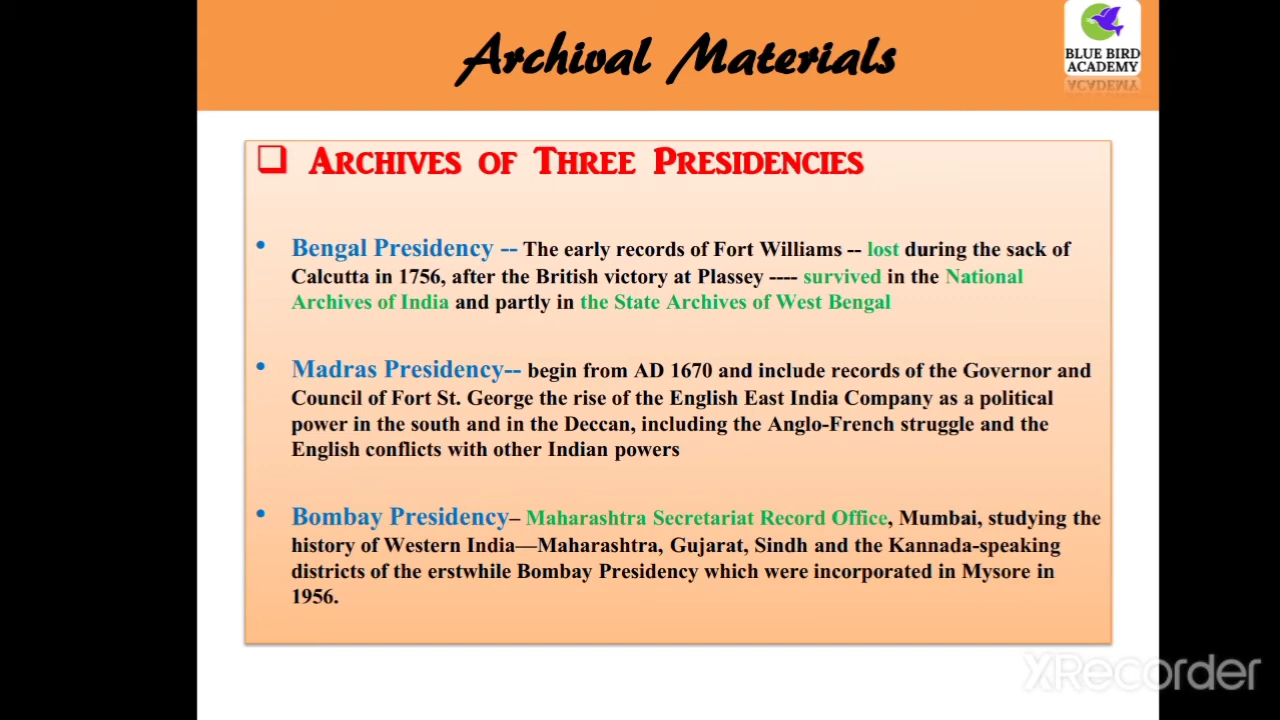 Archival Materials
BLUE BIRD
ACADEMY
ARCHIVES OF THREE PRESIDENCIES
• Bengal Presidency -- The early records of Fort Williams -- lost during the sack of
Calcutta in 1756, after the British victory at Plassey ---- survived in the National
Archives of India and partly in the State Archives of West Bengal
• Madras Presidency-- begin from AD 1670 and include records of the Governor and
Council of Fort St. George the rise of the English East India Company as a political
power in the south and in the Deccan, including the Anglo-French struggle and the
English conflicts with other Indian powers
• Bombay Presidency– Maharashtra Secretariat Record Office, Mumbai, studying the
history of Western India—Maharashtra, Gujarat, Sindh and the Kannada-speaking
districts of the erstwhile Bombay Presidency which were incorporated in Mysore in
1956.
XRecorder